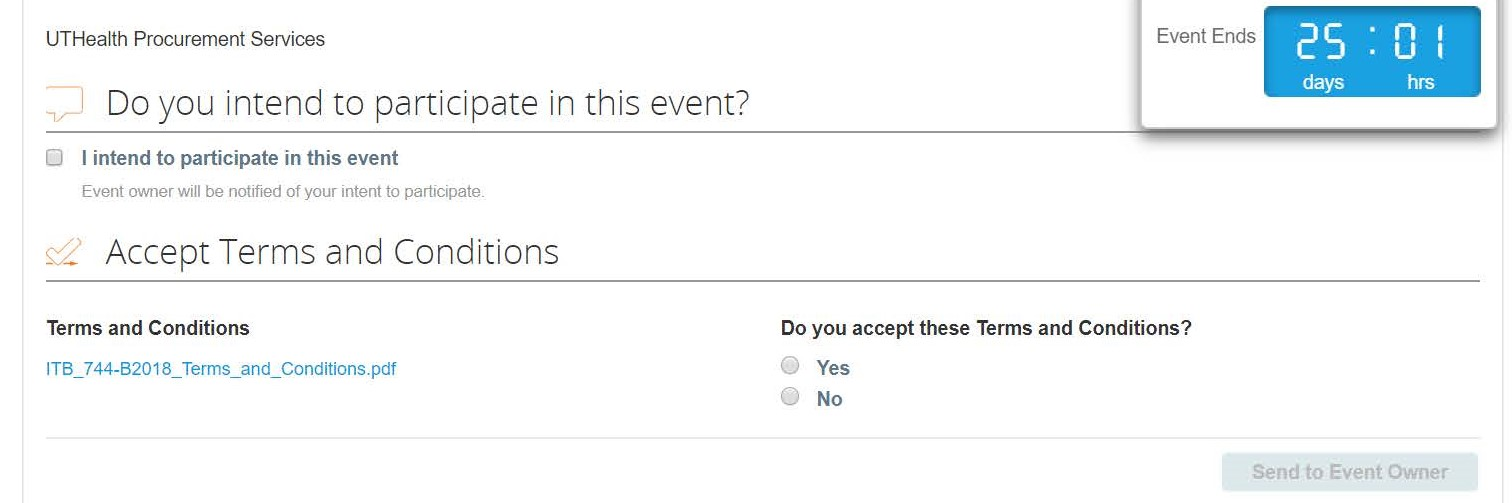 UTHealth Procurement Services
Event Ends
25 : 01
days hrs
Do you intend to participate in this event?
I intend to participate in this event
Event owner will be notified of your intent to participate.
Accept Terms and Conditions
Terms and Conditions
ITB_744-B2018_Terms_and_Conditions.pdf
Do you accept these Terms and Conditions?
Yes
No
Send to Event Owner